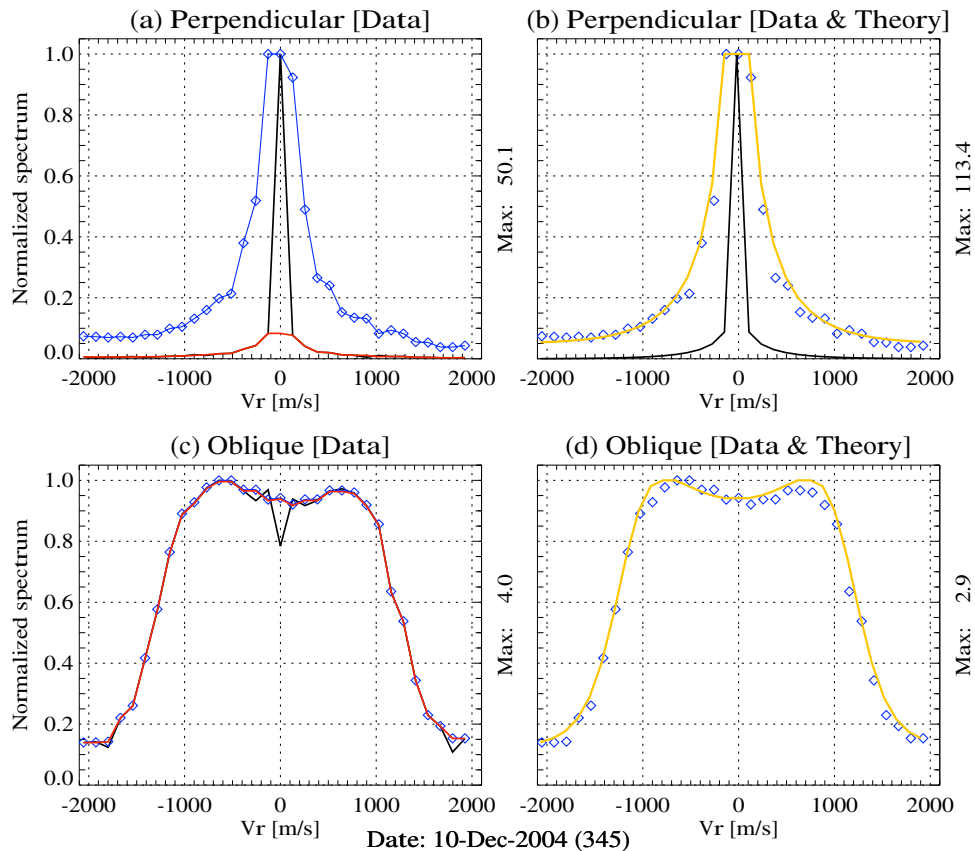 (a) Perpendicular [Data]
(b) Perpendicular [Data & Theory]
Normalized spectrum
1.0
0.8
0.6
0.4
0.2
0.0
Max: 50.1
Max: 113.4
-2000 -1000 0 1000 2000
-2000 -1000 0 1000 2000
Vr [m/s]
Vr [m/s]
(c) Oblique [Data]
(d) Oblique [Data & Theory]
Normalized spectrum
1.0
0.8
0.6
0.4
0.2
0.0
Max: 4.0
Max: 2.9
-2000 -1000 0 1000 2000
-2000 -1000 0 1000 2000
Vr [m/s]
Vr [m/s]
Date: 10-Dec-2004 (345)